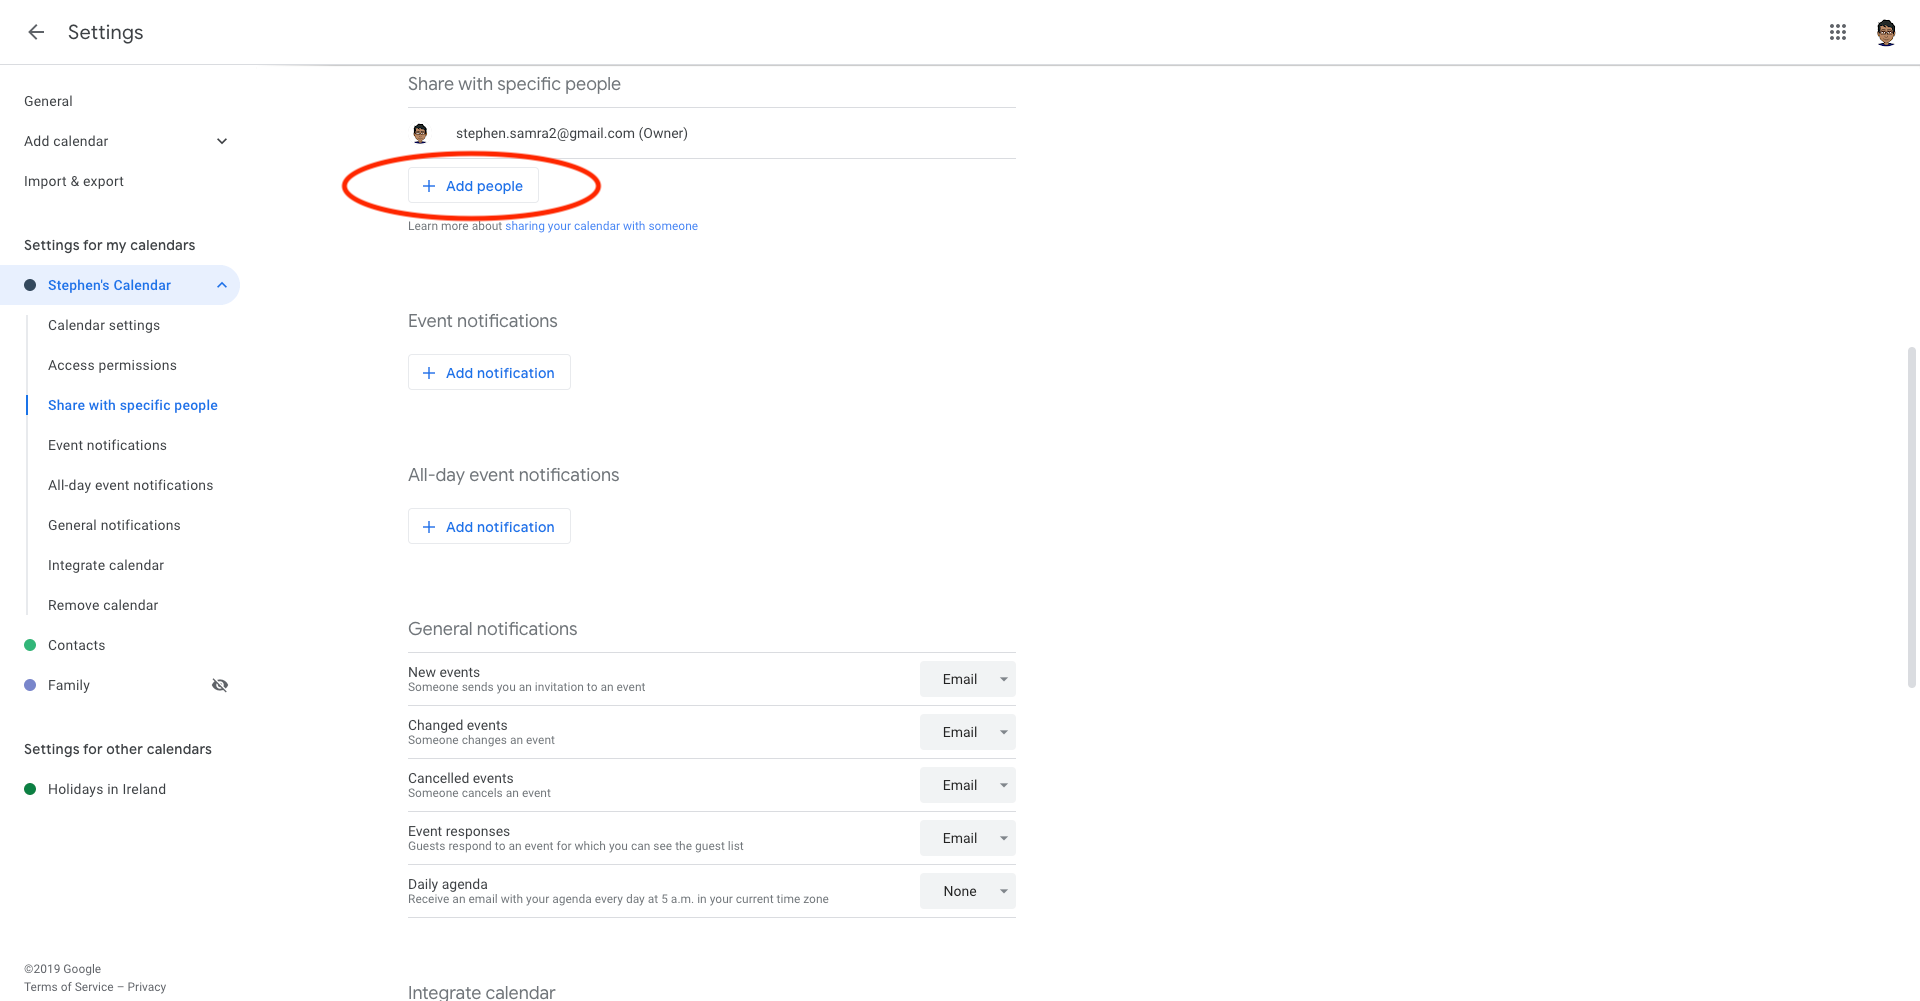 Settings
General
Add calendar
Import & export
Settings for my calendars
Stephen's Calendar
Calendar settings
Access permissions
Share with specific people
Event notifications
All-day event notifications
General notifications
Integrate calendar
Remove calendar
Contacts
Family
Settings for other calendars
Holidays in Ireland
©2019 Google
Terms of Service – Privacy
Share with specific people
stephen.samra2@gmail.com (Owner)
Add people
Learn more about sharing your calendar with someone
Event notifications
Add notification
All-day event notifications
Add notification
General notifications
New events
Someone sends you an invitation to an event
Email
Changed events
Someone changes an event
Email
Cancelled events
Someone cancels an event
Email
Event responses
Guests respond to an event for which you can see the guest list
Email
Daily agenda
Receive an email with your agenda every day at 5 a.m. in your current time zone
None
Integrate calendar